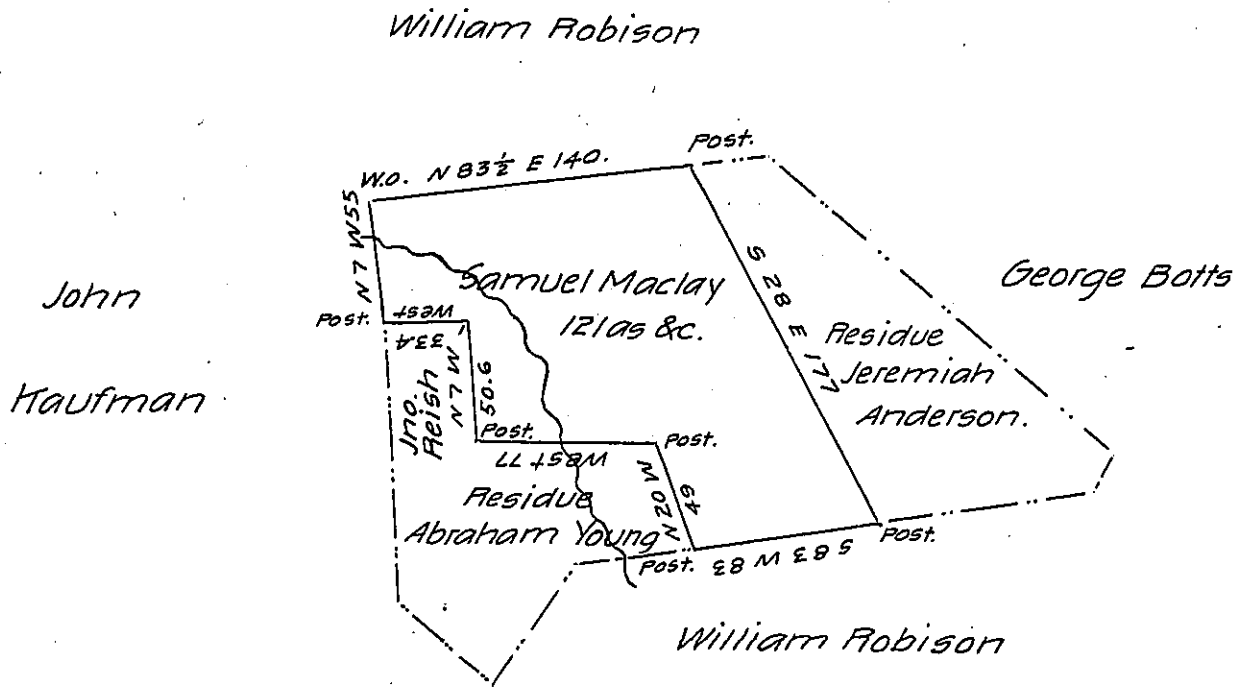 William Robison
Post.
W.O. N 83½ E 140.
N 7 W 55
John
Kaufman
Samuel Maclay
121as &c.
S 28 E 177
George Botts
Residue
Jeremiah
Anderson.
Post.
West
33.4
Jno.
Reish
N 7 W
50.6
Post.
West 77
Post.
Residue
Abraham Young
N 20 W
49
Post.
S 83 W 83
Post.
William Robison